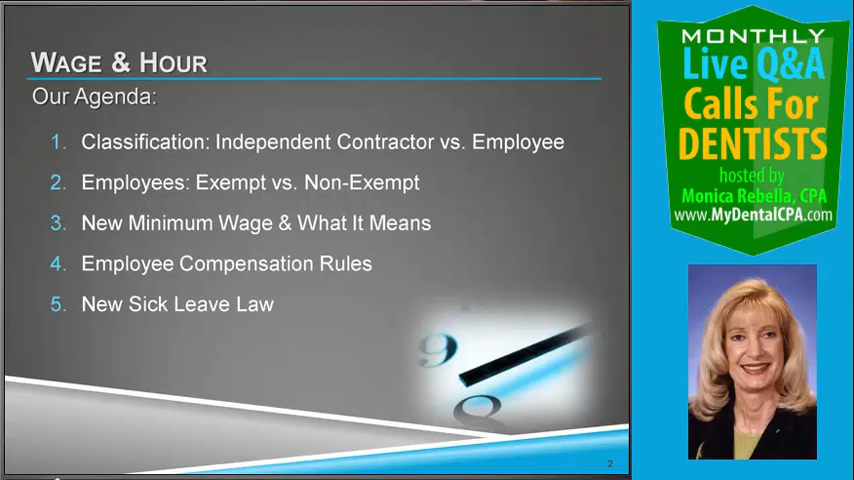 WAGE & HOUR
Our Agenda:
1. Classification: Independent Contractor vs. Employee
2. Employees: Exempt vs. Non-Exempt
3. New Minimum Wage & What It Means
4. Employee Compensation Rules
5. New Sick Leave Law
9
8
2
MONTHLY
Live Q&A
Calls For
DENTISTS
hosted by
Monica Rebella, CPA
www.MyDentalCPA.com